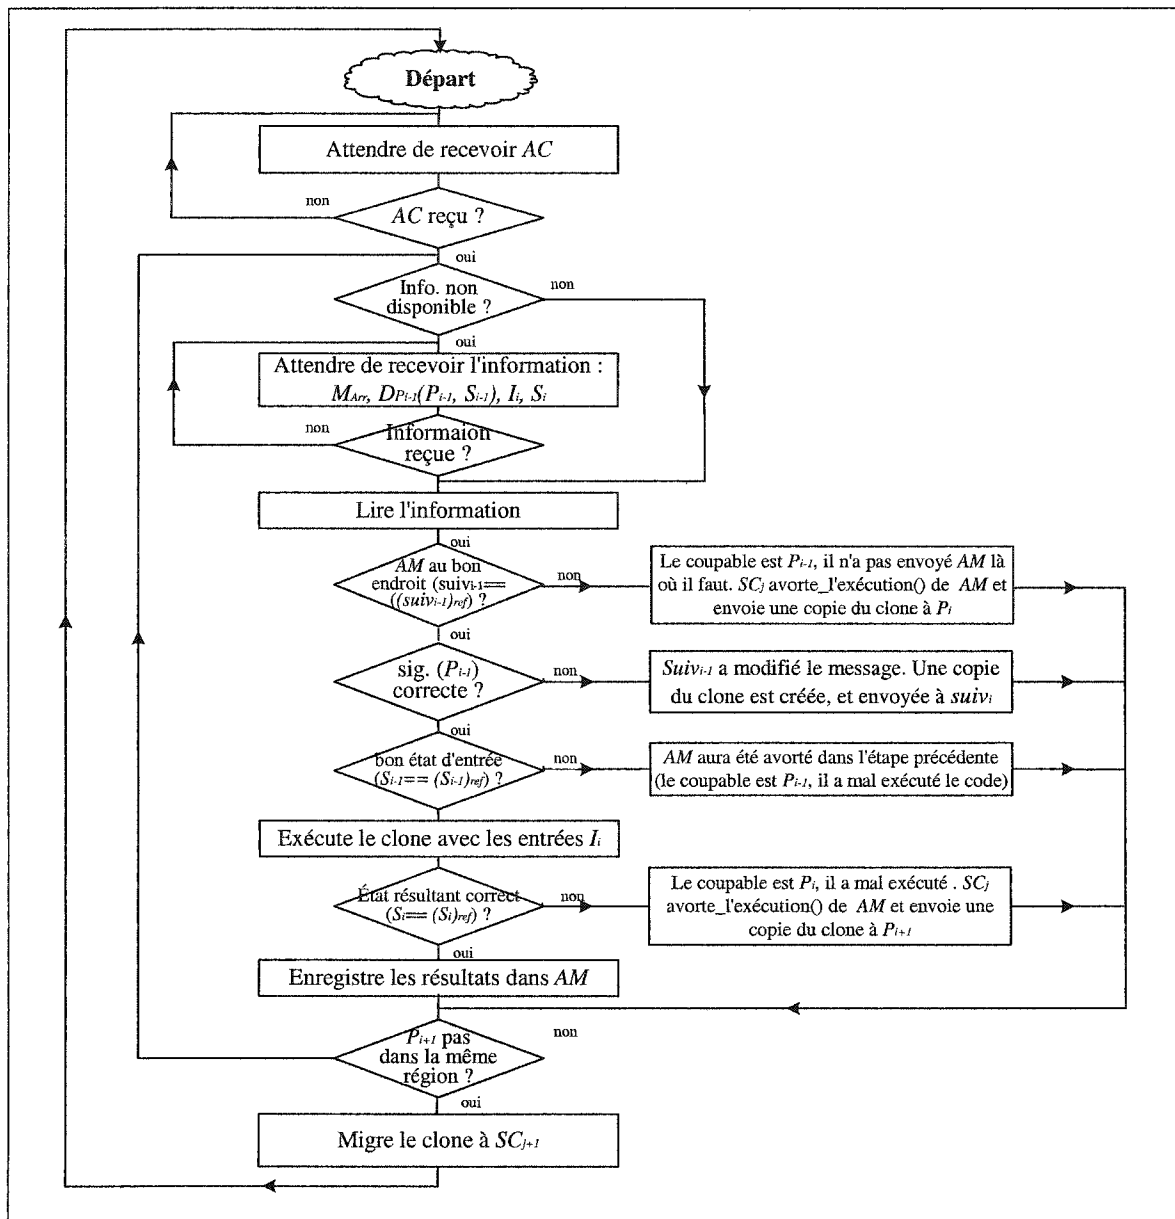 Départ
Attendre de recevoir AC
non
AC reçu ?
oui
Info. non
disponible ?
non
oui
Attendre de recevoir l'information :
MArr, DPi-1(Pi-1, Si-1), Ii, Si
non
Informaion
reçue ?
Lire l'information
oui
AM au bon
endroit (suivi-1==
((suivi-1)ref) ?
non
Le coupable est Pi-1, il n'a pas envoyé AM là
où il faut. SCj avorte_l'exécution() de AM et
envoie une copie du clone à Pi
oui
sig. (Pi-1)
correcte ?
non
Suivi-1 a modifié le message. Une copie
du clone est créée, et envoyée à suivi
oui
bon état d'entrée
(Si-1== (Si-1)ref) ?
non
AM aura été avorté dans l'étape précédente
(le coupable est Pi-1, il a mal exécuté le code)
Exécute le clone avec les entrées Ii
État résultant correct
(Si== (Si)ref) ?
non
Le coupable est Pi, il a mal exécuté . SCj
avorte_l'exécution() de AM et envoie une
copie du clone à Pi+1
oui
Enregistre les résultats dans AM
Pi+1 pas
dans la même
région ?
non
oui
Migre le clone à SCj+1